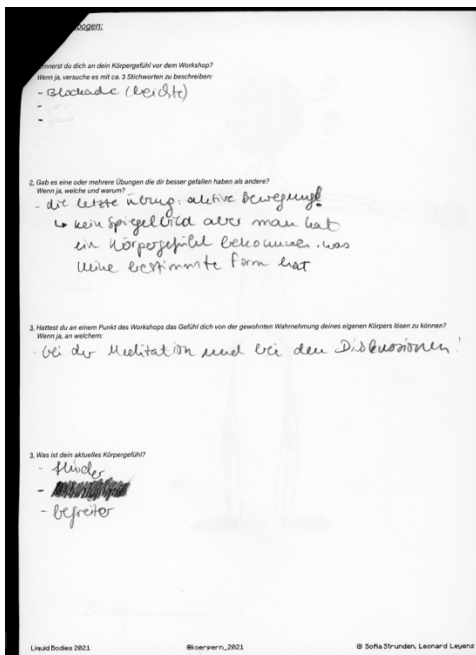 bogen:
innerst du dich an dein Körpergefühl vor dem Workshop?
Wenn ja, versuche es mit ca. 3 Stichworten zu beschreiben:
- Blockade (leichte)
-
-
2, Gab es eine oder mehrere Übungen die dir besser gefallen haben als andere?
Wenn ja, welche und warum?
- die letzte Übung: aktive Bewegung!
↳ kein Spiegelbild aber man hat
ein Körpergefühl bekommen, was
keine bestimmte Form hat
3, Hattest du an einem Punkt des Workshops das Gefühl dich von der gewohnten Wahrnehmung deines eigenen Körpers lösen zu können?
Wenn ja, an welchem:
- bei der Meditation und bei den Diskussionen!
3, Was ist dein aktuelles Körpergefühl?
-
-
- befreiter
Liquid Bodies 2021 @koerpern_2021 © Sofia Strunden, Leonard Leyens